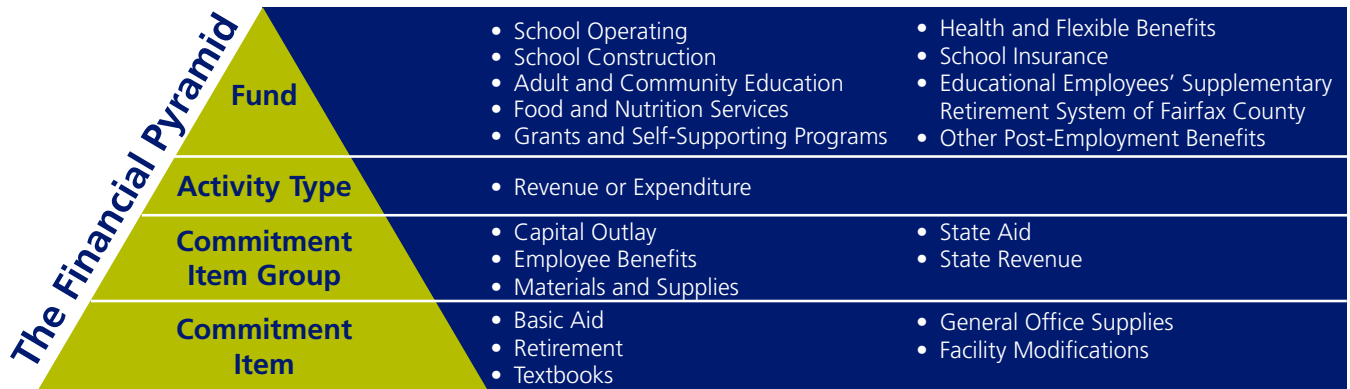 The Financial Pyramid
Fund
• School Operating
• School Construction
• Adult and Community Education
• Food and Nutrition Services
• Grants and Self-Supporting Programs
• Health and Flexible Benefits
• School Insurance
• Educational Employees’ Supplementary
Retirement System of Fairfax County
• Other Post-Employment Benefits
Activity Type
• Revenue or Expenditure
Commitment
Item Group
• Capital Outlay
• Employee Benefits
• Materials and Supplies
• State Aid
• State Revenue
Commitment
Item
• Basic Aid
• Retirement
• Textbooks
• General Office Supplies
• Facility Modifications